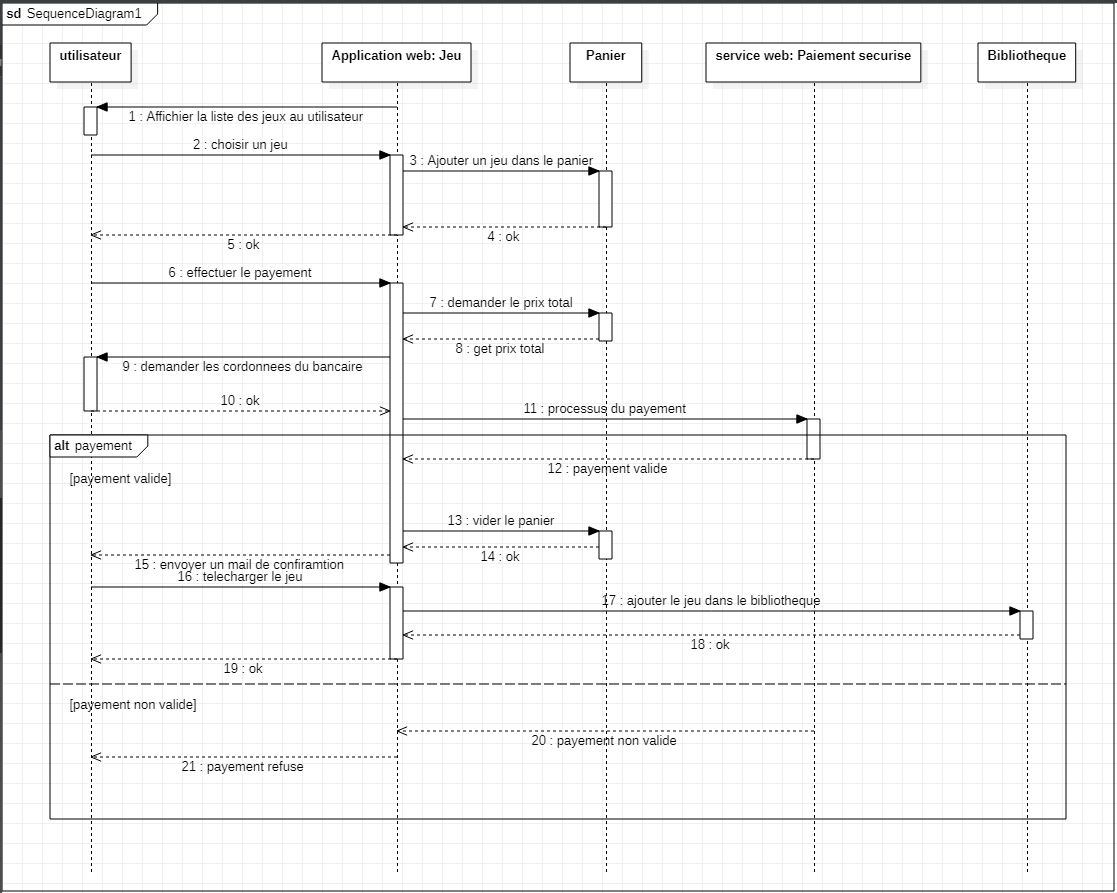 sd SequenceDiagram1
utilisateur
Application web: Jeu
Panier
service web: Paiement securise
Bibliotheque
1 : Affichier la liste des jeux au utilisateur
2 : choisir un jeu
3 : Ajouter un jeu dans le panier
4 : ok
5 : ok
6 : effectuer le payement
7 : demander le prix total
8 : get prix total
9 : demander les cordonnees du bancaire
10 : ok
11 : processus du payement
alt payement
12 : payement valide
[payement valide]
13 : vider le panier
14 : ok
15 : envoyer un mail de confiramtion
16 : telecharger le jeu
17 : ajouter le jeu dans le bibliotheque
18 : ok
19 : ok
[payement non valide]
20 : payement non valide
21 : payement refuse